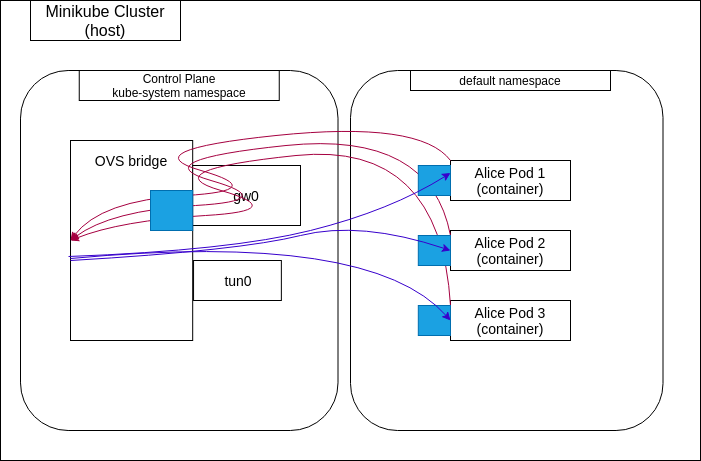 Minikube Cluster
(host)
Control Plane
kube-system namespace
default namespace
OVS bridge
gw0
tun0
Alice Pod 1
(container)
Alice Pod 2
(container)
Alice Pod 3
(container)